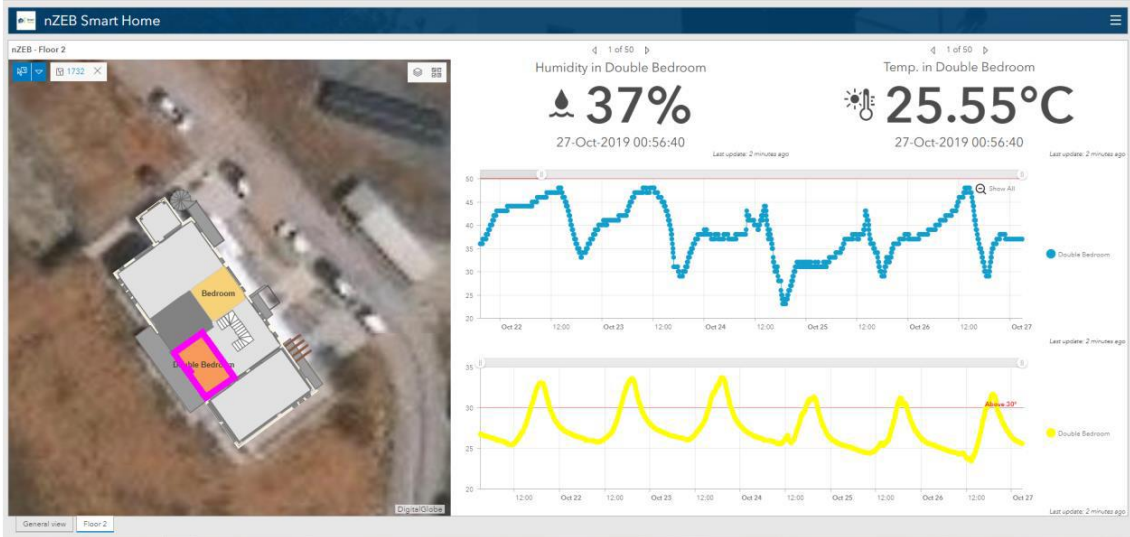 nZEB Smart Home
nZEB - Floor 2
1732
Bedroom
Double Bedroom
DigitalGlobe
1 of 50
Humidity in Double Bedroom
37%
27-Oct-2019 00:56:40
Last update: 2 minutes ago
1 of 50
Temp. in Double Bedroom
25.55°C
27-Oct-2019 00:56:40
Last update: 2 minutes ago
50
45
40
35
30
25
20
Show All
Oct 22
12:00
Oct 23
12:00
Oct 24
12:00
Oct 25
12:00
Oct 26
12:00
Oct 27
Double Bedroom
Last update: 2 minutes ago
35
30
25
20
Above 30°
12:00
Oct 22
12:00
Oct 23
12:00
Oct 24
12:00
Oct 25
12:00
Oct 26
12:00
Oct 27
Double Bedroom
Last update: 2 minutes ago
General view
Floor 2